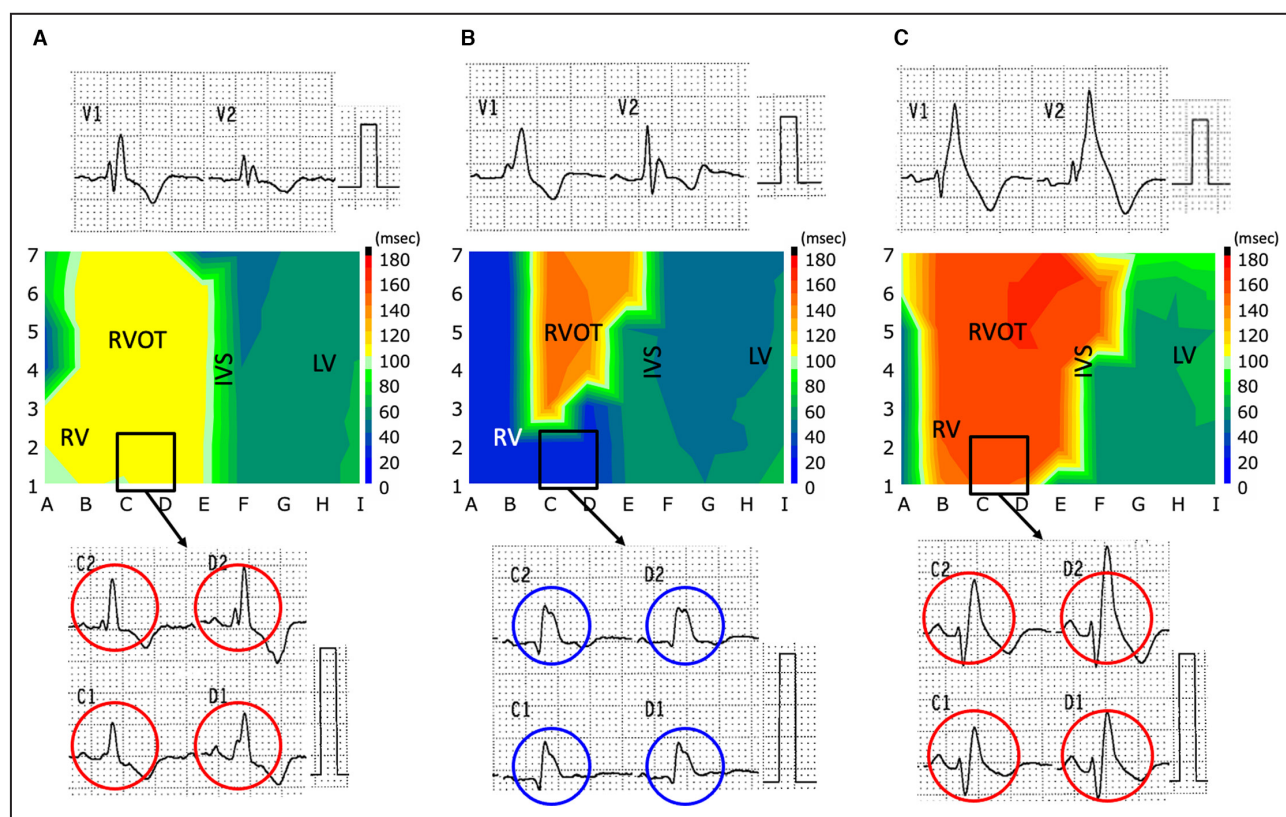 A
B
C
V1 V2
V1 V2
V1 V2
(msec)
(msec)
(msec)
7
6
5
4
3
2
1
A B C D E F G H I
RVOT
IVS
LV
RV
180
160
140
120
100
80
60
40
20
0
7
6
5
4
3
2
1
A B C D E F G H I
RVOT
IVS
LV
RV
180
160
140
120
100
80
60
40
20
0
7
6
5
4
3
2
1
A B C D E F G H I
RVOT
IVS
LV
RV
180
160
140
120
100
80
60
40
20
0
C2 D2
C1 D1
C2 D2
C1 D1
C2 D2
C1 D1